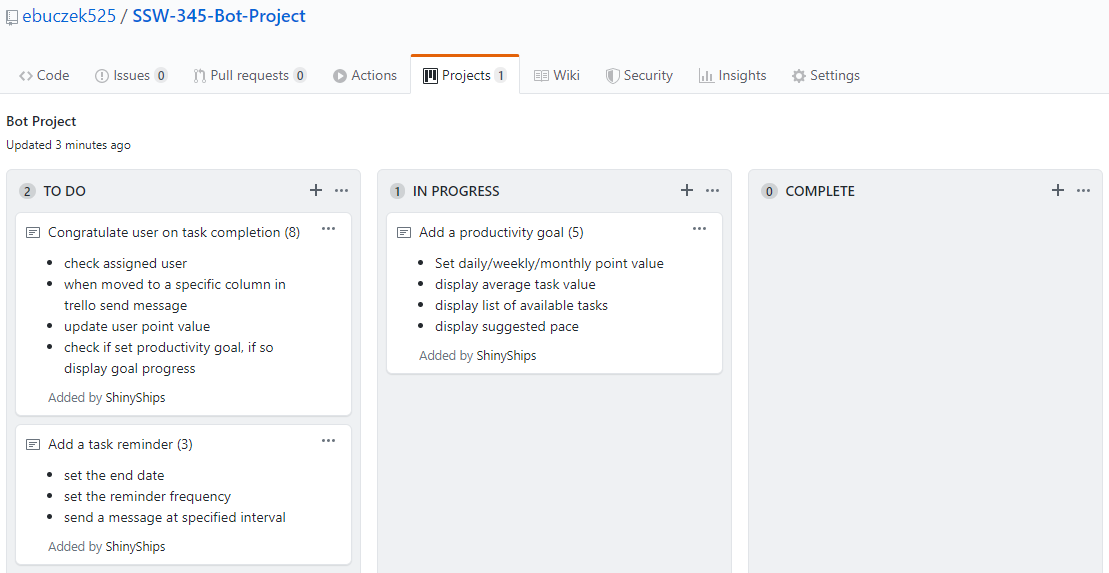 ebuczek525 / SSW-345-Bot-Project
Code Issues 0 Pull requests 0 Actions Projects 1 Wiki Security Insights Settings
Bot Project
Updated 3 minutes ago
2 TO DO
Congratulate user on task completion (8)
check assigned user
when moved to a specific column in
trello send message
update user point value
check if set productivity goal, if so
display goal progress
Added by ShinyShips
Add a task reminder (3)
set the end date
set the reminder frequency
send a message at specified interval
Added by ShinyShips
1 IN PROGRESS
Add a productivity goal (5)
Set daily/weekly/monthly point value
display average task value
display list of available tasks
display suggested pace
Added by ShinyShips
0 COMPLETE